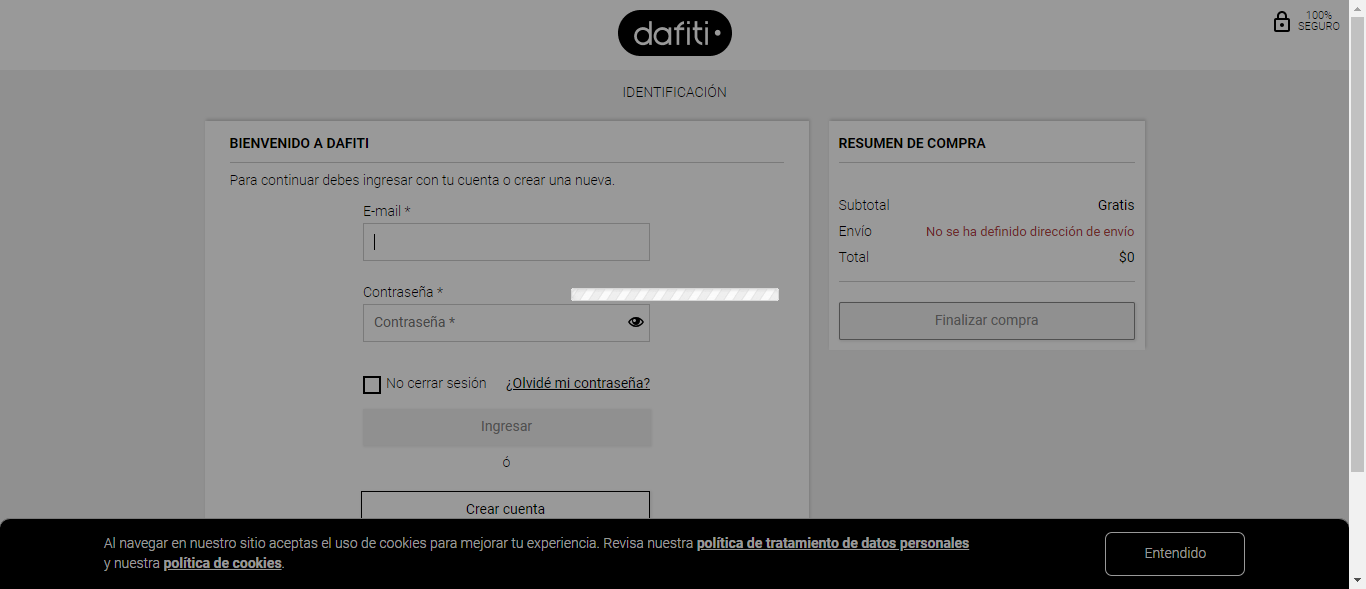 dafiti
100%
SEGURO
IDENTIFICACIÓN
BIENVENIDO A DAFITI
Para continuar debes ingresar con tu cuenta o crear una nueva.
E-mail *
Contraseña *
Contraseña *
No cerrar sesión ¿Olvidé mi contraseña?
Ingresar
ó
Crear cuenta
RESUMEN DE COMPRA
Subtotal Gratis
Envío No se ha definido dirección de envío
Total $0
Finalizar compra
Al navegar en nuestro sitio aceptas el uso de cookies para mejorar tu experiencia. Revisa nuestra política de tratamiento de datos personales
y nuestra política de cookies.
Entendido